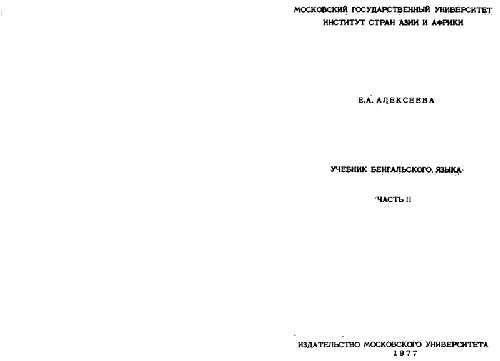 МОСКОВСКИЙ ГОСУДАРСТВЕННЫЙ УНИВЕРСИТЕТ
ИНСТИТУТ СТРАН АЗИИ И АФРИКИ
Е.А. АЛЕКСЕЕВА
УЧЕБНИК БЕНГАЛЬСКОГО ЯЗЫКА
ЧАСТЬ II
ИЗДАТЕЛЬСТВО МОСКОВСКОГО УНИВЕРСИТЕТА
1977